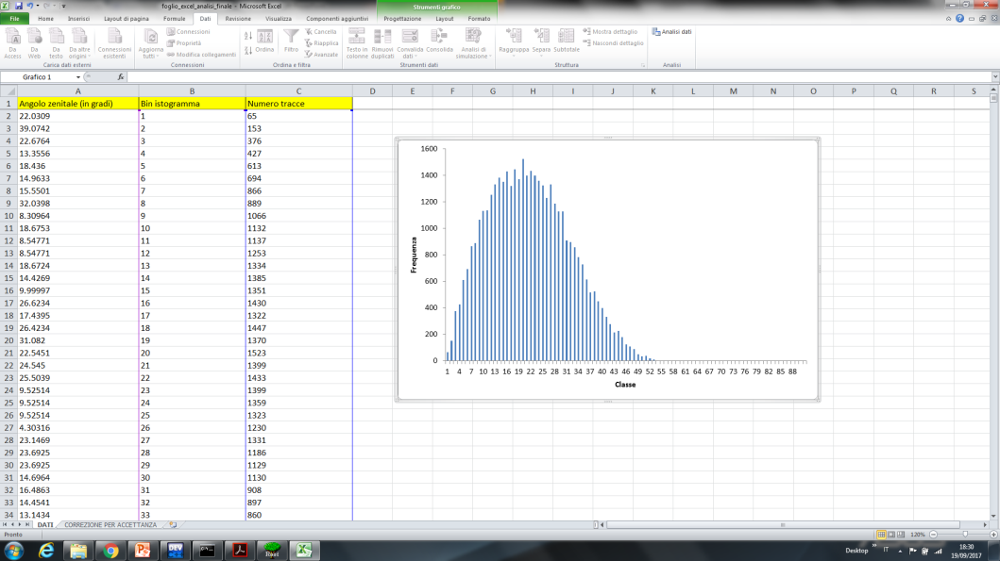 foglio_excel_analisi_finale - Microsoft Excel
Strumenti grafico
File Home Inserisci Layout di pagina Formule Dati Revisione Visualizza Componenti aggiuntivi Progettazione Layout Formato
Da Access
Da Web
Da testo
Da altre origini
Connessioni esistenti
Carica dati esterni
Aggiorna tutti
Connessioni
Proprietà
Modifica collegamenti
Connessioni
Ordina
Filtro
Cancella
Riapplica
Avanzate
Ordina e filtra
Testo in colonne
Rimuovi duplicati
Convalida dati
Consolida
Analisi di simulazione
Strumenti dati
Raggruppa
Separa
Subtotale
Mostra dettaglio
Nascondi dettaglio
Struttura
Analisi dati
Analisi
Grafico 1 fx
A B C D E F G H I J K L M N O P Q R S
1 Angolo zenitale (in gradi) Bin istogramma Numero tracce
2 22.0309 1 65
3 39.0742 2 153
4 22.6764 3 376
5 13.3556 4 427
6 18.436 5 613
7 14.9633 6 694
8 15.5501 7 866
9 32.0398 8 889
10 8.30964 9 1066
11 18.6753 10 1132
12 8.54771 11 1137
13 8.54771 12 1253
14 18.6724 13 1334
15 14.4269 14 1385
16 9.99997 15 1351
17 26.6234 16 1430
18 17.4395 17 1322
19 26.4234 18 1447
20 31.082 19 1370
21 22.5451 20 1523
22 24.545 21 1399
23 25.5039 22 1433
24 9.52514 23 1399
25 9.52514 24 1359
26 9.52514 25 1323
27 4.30316 26 1230
28 23.1469 27 1331
29 23.6925 28 1186
30 23.6925 29 1129
31 14.6964 30 1130
32 16.4863 31 908
33 14.4541 32 897
34 13.1434 33 860
Frequenza
1600
1400
1200
1000
800
600
400
200
0
1 4 7 10 13 16 19 22 25 28 31 34 37 40 43 46 49 52 55 58 61 64 67 70 73 76 79 82 85 88
Classe
DATI CORREZIONE PER ACCETTANZA
Pronto 120%
Desktop IT 18:30
19/09/2017